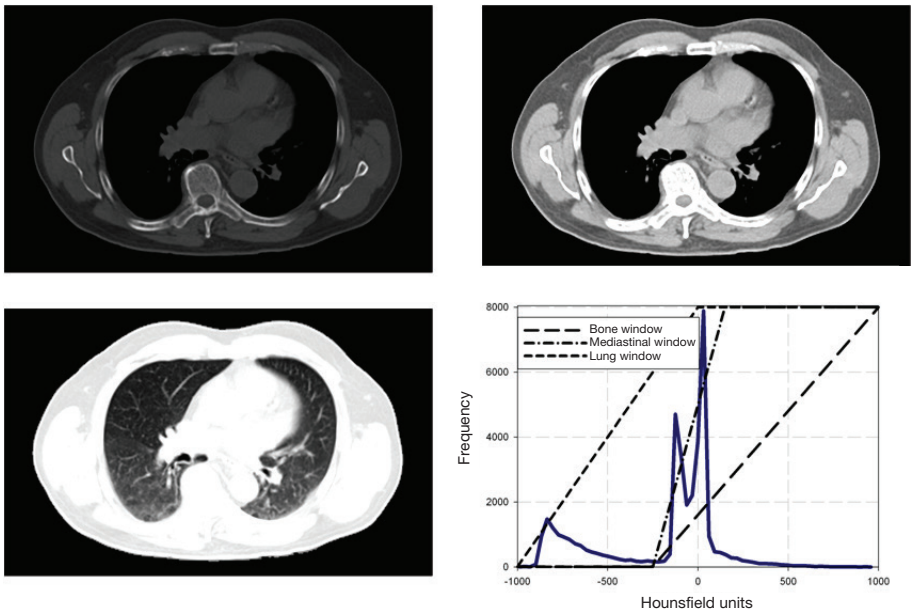 8000
Bone window
Mediastinal window
Lung window
6000
Frequency
4000
2000
0
-1000
-500
0
500
1000
Hounsfield units